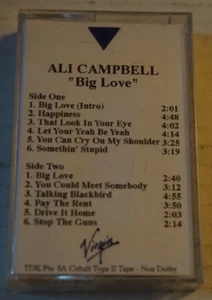 ALI CAMPBELL
"Big Love"
Side One
1. Big Love (Intro) 2:01
2. Happiness 4:48
3. That Look In Your Eye 4:02
4. Let Your Yeah Be Yeah 4:14
5. You Can Cry On My Shoulder 3:25
6. Somethin' Stupid 3:19
Side Two
1. Big Love 2:40
2. You Could Meet Somebody 3:12
3. Talking Blackbird 3:55
4. Pay The Rent 3:50
5. Drive It Home 2:03
6. Stop The Guns 2:14
Virgin
TDK Pro SA Cobalt Type II Tape - Non Dolby